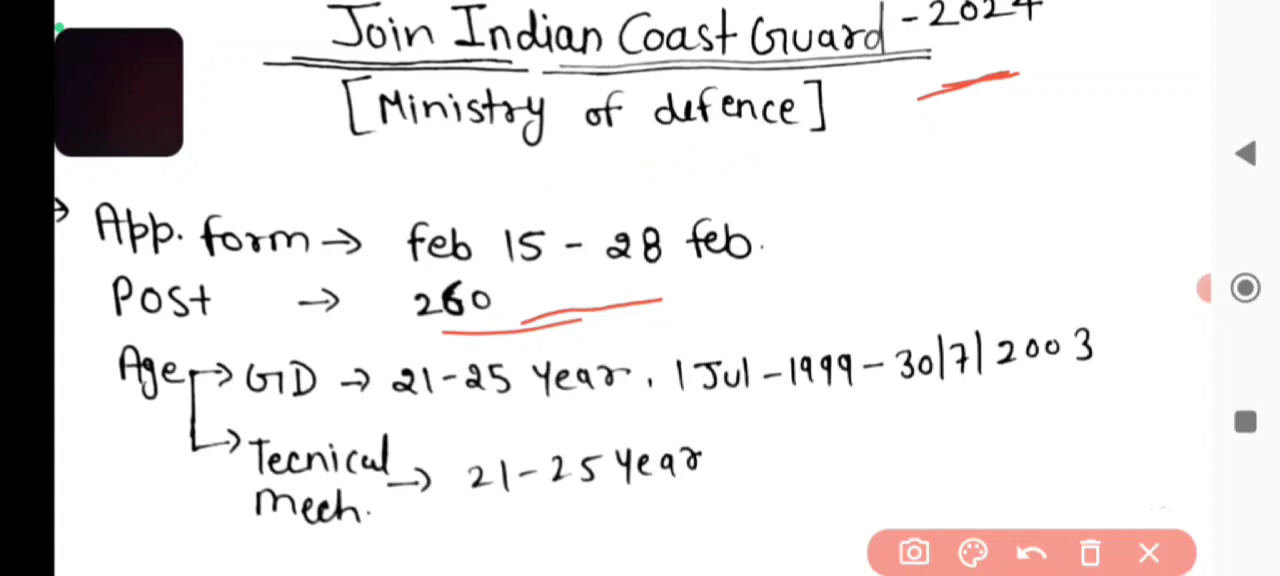 Join Indian Coast Guard - 2024
[Ministry of defence]
→ App. form → feb 15 - 28 feb.
Post → 260
Age → GD → 21-25 Year. 1 Jul - 1999 - 30/7/2003
→ Tecnical mech. → 21-25 Year